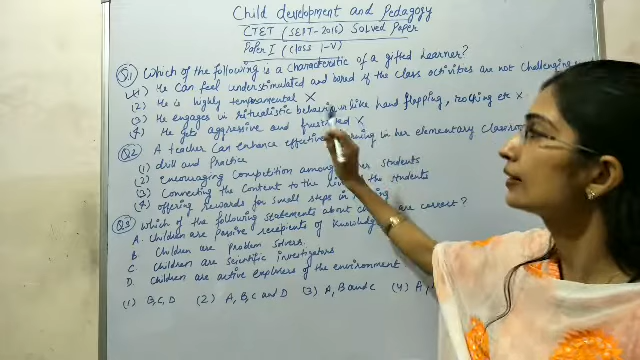 Child development and Pedagogy
CTET (SEPT-2016) Solved Paper
Paper I (Class I-V)
Q1 Which of the following is a characteristic of a gifted learner?
(1) He can feel understimulated and bored if the class activities are not challenging
(2) He is highly temperamental ✗
(3) He engages in ritualistic behaviour like hand flapping, rocking etc ✗
(4) He gets aggressive and frustrated ✗
Q2 A teacher can enhance effective learning in her elementary classroom
(1) drill and practice
(2) Encouraging Competition among her students
(3) Connecting the Content to the the students
(4) offering rewards for small steps in
Q3 Which of the following statements about children are correct?
A. Children are passive recepients of knowledge
B. Children are problem solvers.
C. Children are scientific investigators
D. Children are active explorers of the environment
(1) B, C, D (2) A, B, C and D (3) A, B and C (4) A,